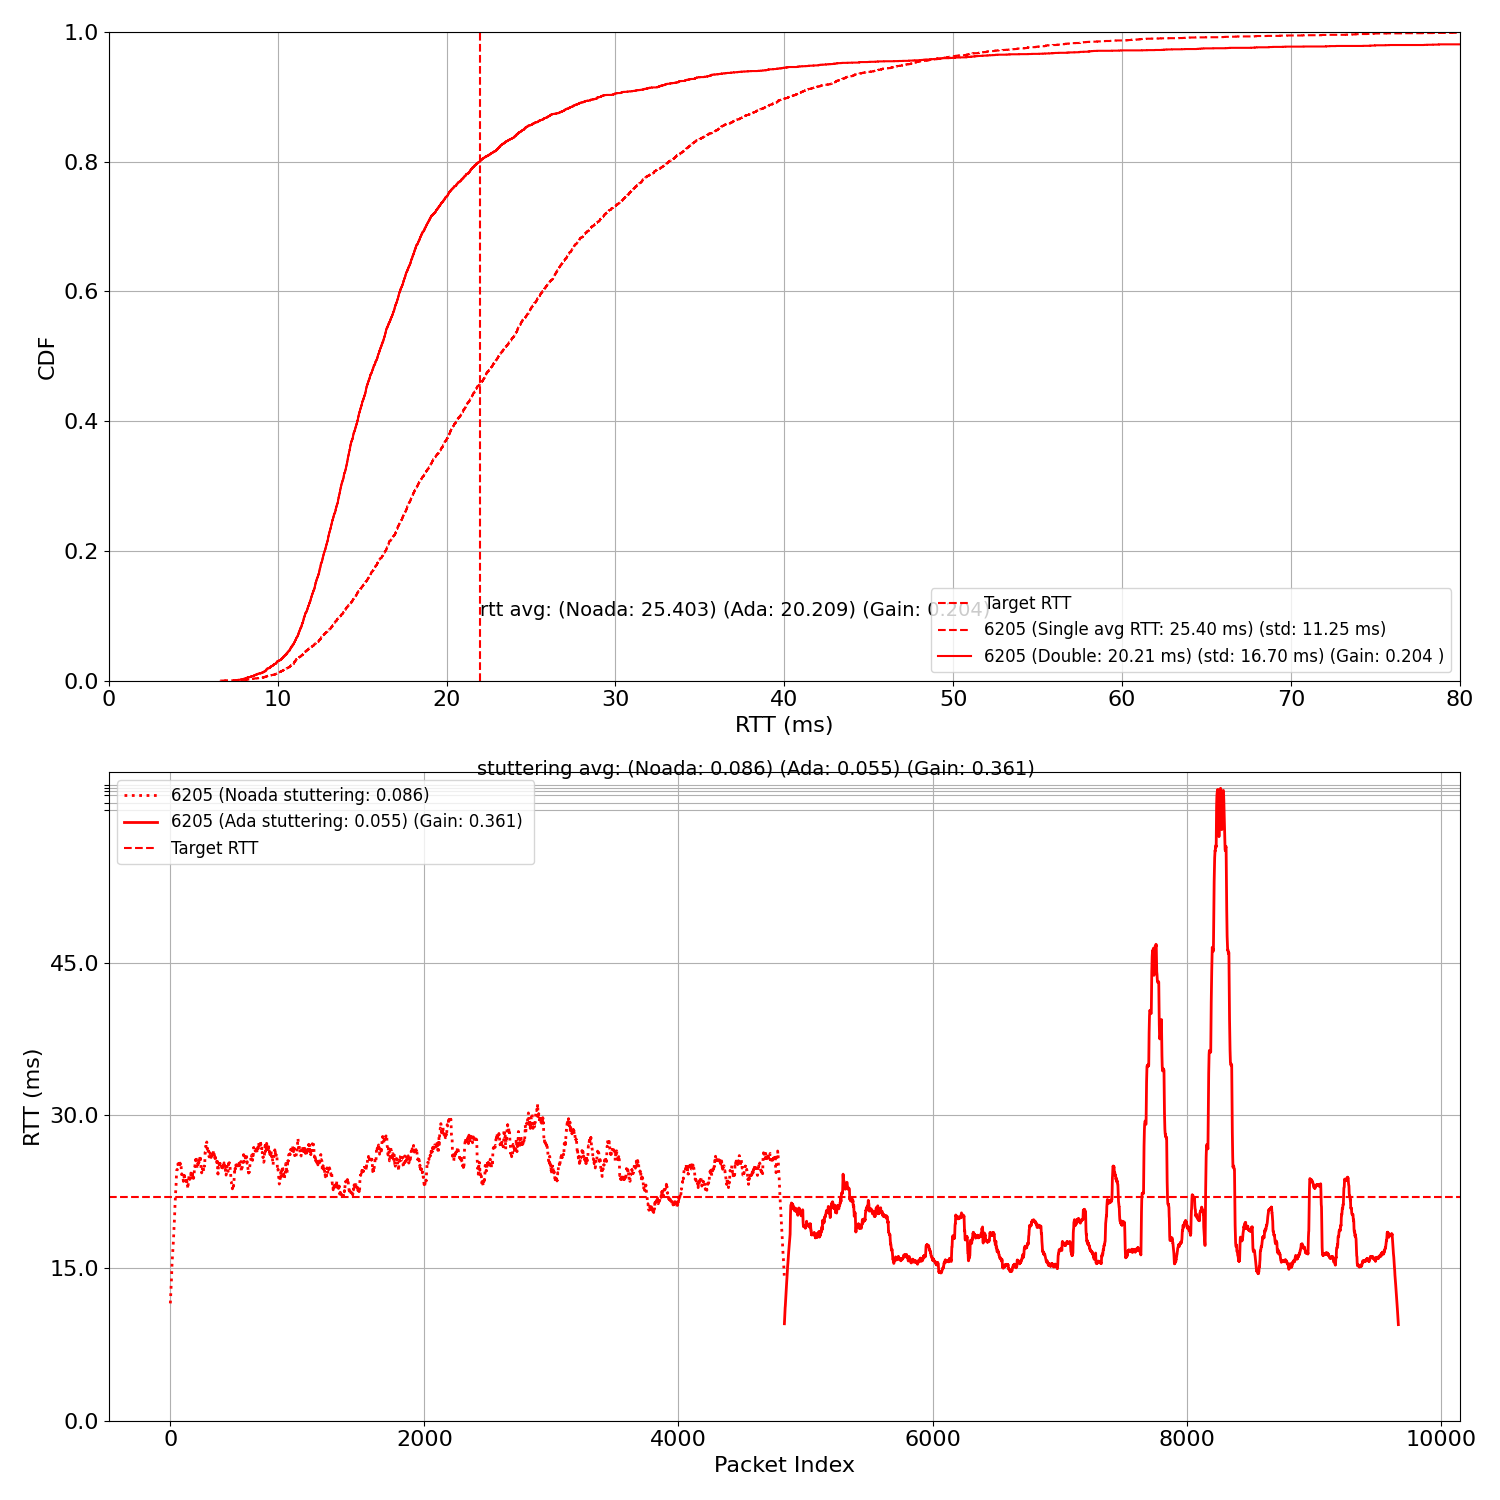 1.0
0.8
0.6
0.4
0.2
0.0
CDF
rtt avg: (Noada: 25.403) (Ada: 20.209) (Gain: 0.204)
Target RTT
6205 (Single avg RTT: 25.40 ms) (std: 11.25 ms)
6205 (Double: 20.21 ms) (std: 16.70 ms) (Gain: 0.204 )
0 10 20 30 40 50 60 70 80
RTT (ms)
stuttering avg: (Noada: 0.086) (Ada: 0.055) (Gain: 0.361)
6205 (Noada stuttering: 0.086)
6205 (Ada stuttering: 0.055) (Gain: 0.361)
Target RTT
45.0
30.0
15.0
0.0
RTT (ms)
0 2000 4000 6000 8000 10000
Packet Index